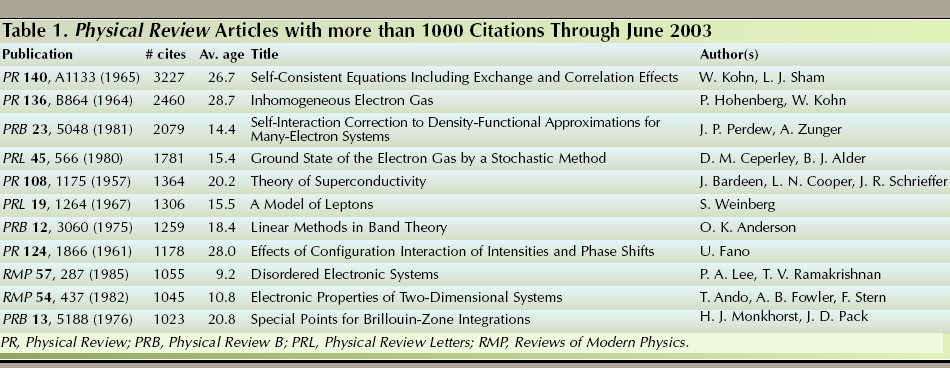 Table 1. Physical Review Articles with more than 1000 Citations Through June 2003
Publication # cites Av. age Title Author(s)
PR 140, A1133 (1965) 3227 26.7 Self-Consistent Equations Including Exchange and Correlation Effects W. Kohn, L. J. Sham
PR 136, B864 (1964) 2460 28.7 Inhomogeneous Electron Gas P. Hohenberg, W. Kohn
PRB 23, 5048 (1981) 2079 14.4 Self-Interaction Correction to Density-Functional Approximations for
Many-Electron Systems J. P. Perdew, A. Zunger
PRL 45, 566 (1980) 1781 15.4 Ground State of the Electron Gas by a Stochastic Method D. M. Ceperley, B. J. Alder
PR 108, 1175 (1957) 1364 20.2 Theory of Superconductivity J. Bardeen, L. N. Cooper, J. R. Schrieffer
PRL 19, 1264 (1967) 1306 15.5 A Model of Leptons S. Weinberg
PRB 12, 3060 (1975) 1259 18.4 Linear Methods in Band Theory O. K. Anderson
PR 124, 1866 (1961) 1178 28.0 Effects of Configuration Interaction of Intensities and Phase Shifts U. Fano
RMP 57, 287 (1985) 1055 9.2 Disordered Electronic Systems P. A. Lee, T. V. Ramakrishnan
RMP 54, 437 (1982) 1045 10.8 Electronic Properties of Two-Dimensional Systems T. Ando, A. B. Fowler, F. Stern
PRB 13, 5188 (1976) 1023 20.8 Special Points for Brillouin-Zone Integrations H. J. Monkhorst, J. D. Pack
PR, Physical Review; PRB, Physical Review B; PRL, Physical Review Letters; RMP, Reviews of Modern Physics.